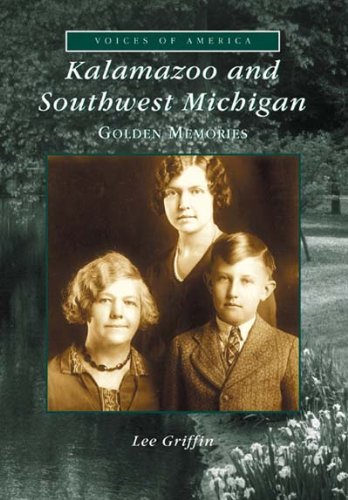 VOICES OF AMERICA
Kalamazoo and
Southwest Michigan
GOLDEN MEMORIES
Lee Griffin